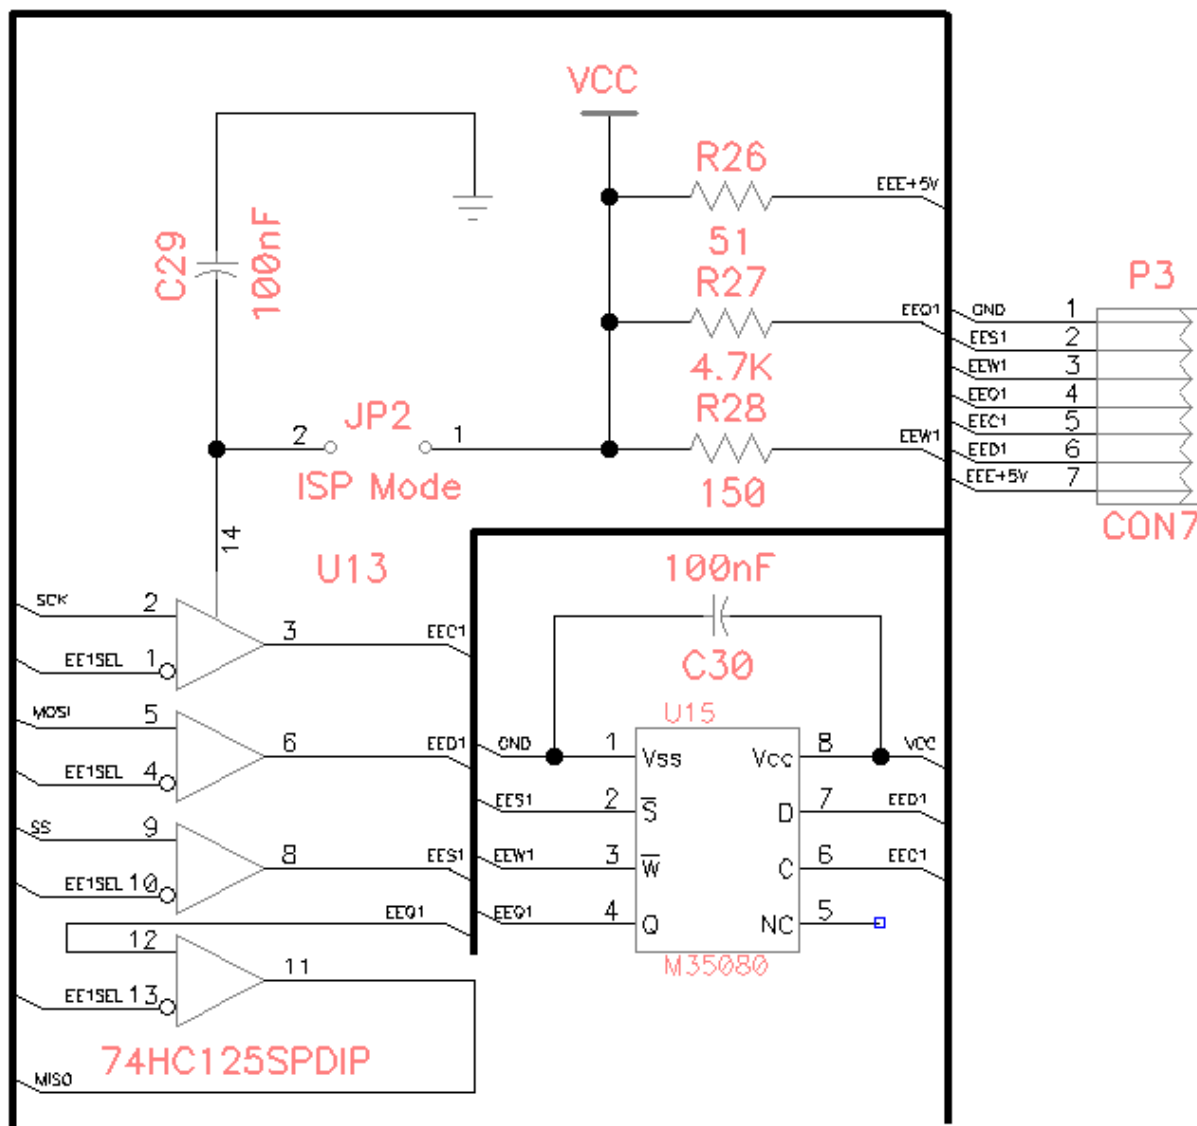 VCC
R26
EEE+5V
51
C29
100nF
R27
EEQ1
4.7K
P3
GND 1
EES1 2
EEW1 3
EEQ1 4
EEC1 5
EED1 6
EEE+5V 7
CON7
JP2
2 1
ISP Mode
R28
EEW1
150
14
U13
SCK 2
3 EEC1
EE1SEL 1
MOSI 5
6 EED1
EE1SEL 4
SS 9
8 EES1
EE1SEL 10
EEQ1
12
11
EE1SEL 13
74HC125SPDIP
MISO
100nF
C30
U15
GND 1 Vss Vcc 8 VCC
EES1 2 S D 7 EED1
EEW1 3 W C 6 EEC1
EEQ1 4 Q NC 5
M35080